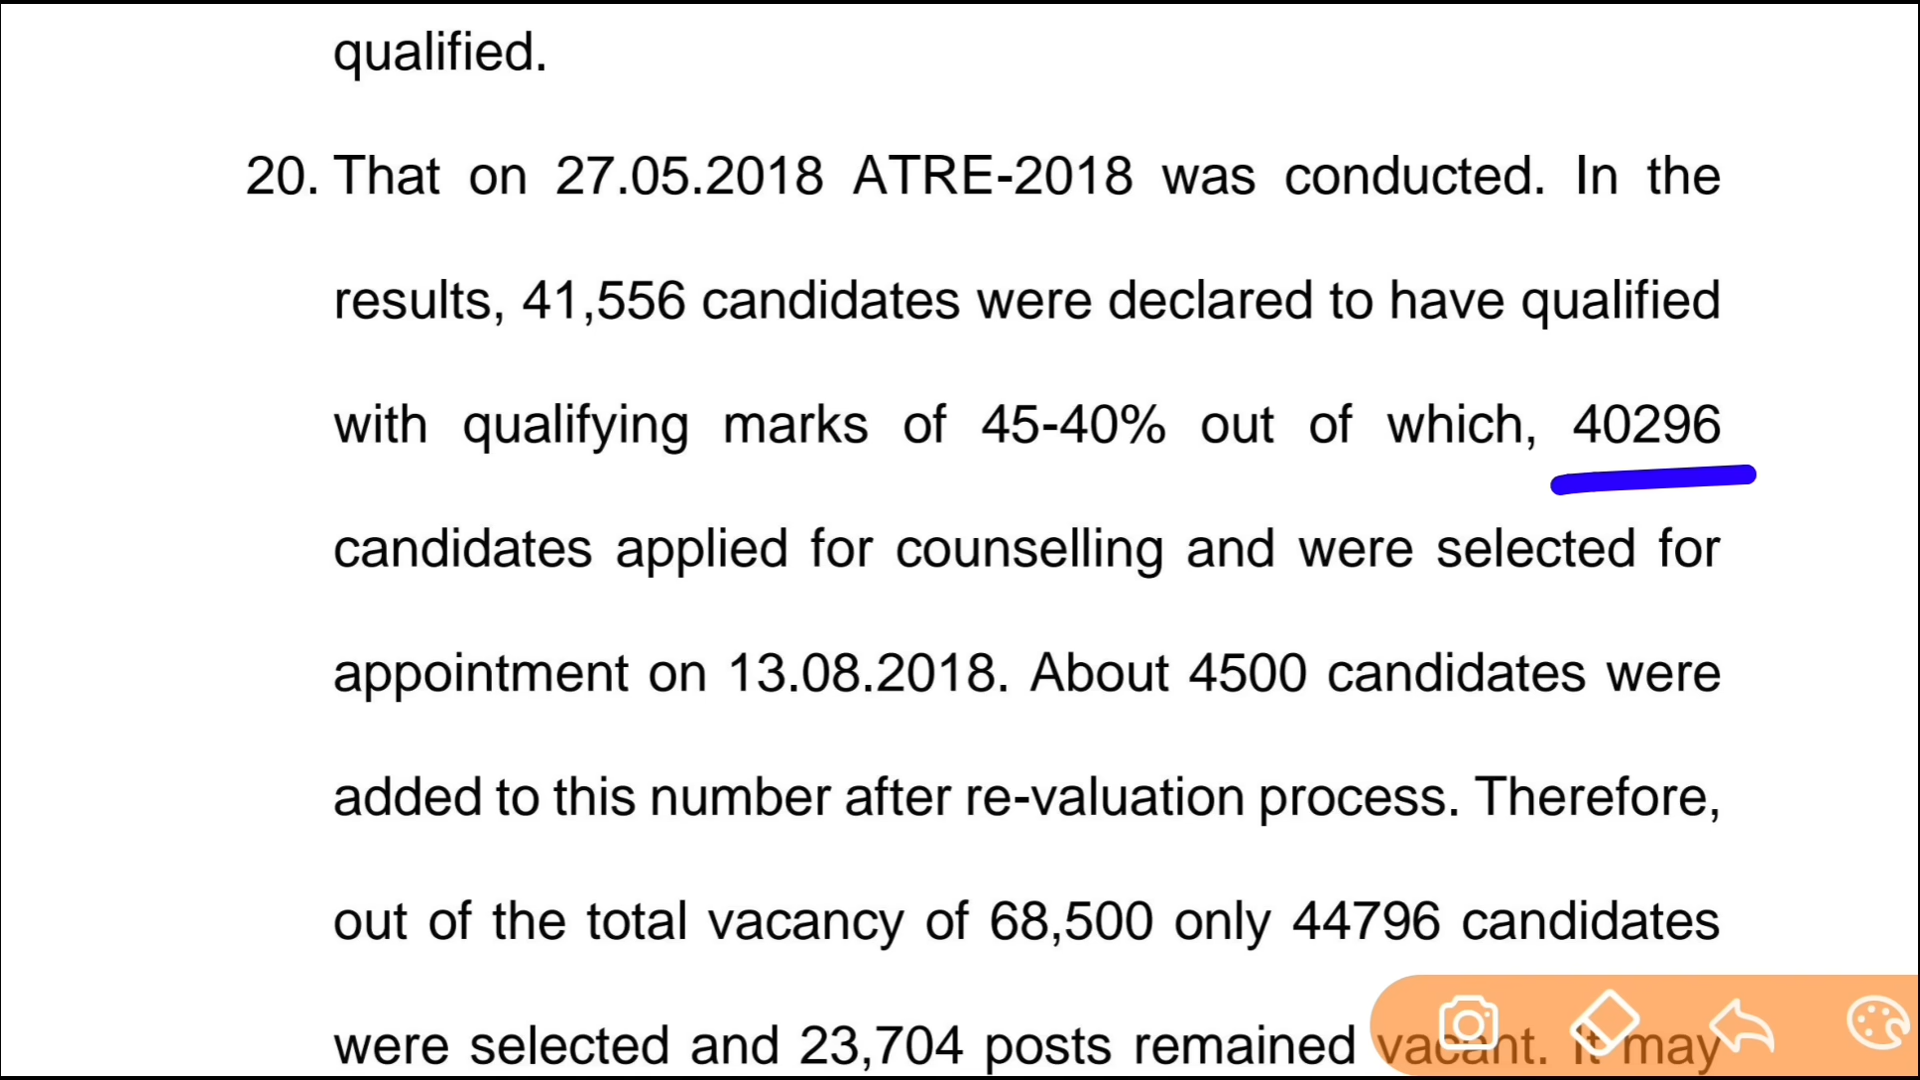 qualified.
20. That on 27.05.2018 ATRE-2018 was conducted. In the
results, 41,556 candidates were declared to have qualified
with qualifying marks of 45-40% out of which, 40296
candidates applied for counselling and were selected for
appointment on 13.08.2018. About 4500 candidates were
added to this number after re-valuation process. Therefore,
out of the total vacancy of 68,500 only 44796 candidates
were selected and 23,704 posts remained vacant. It may